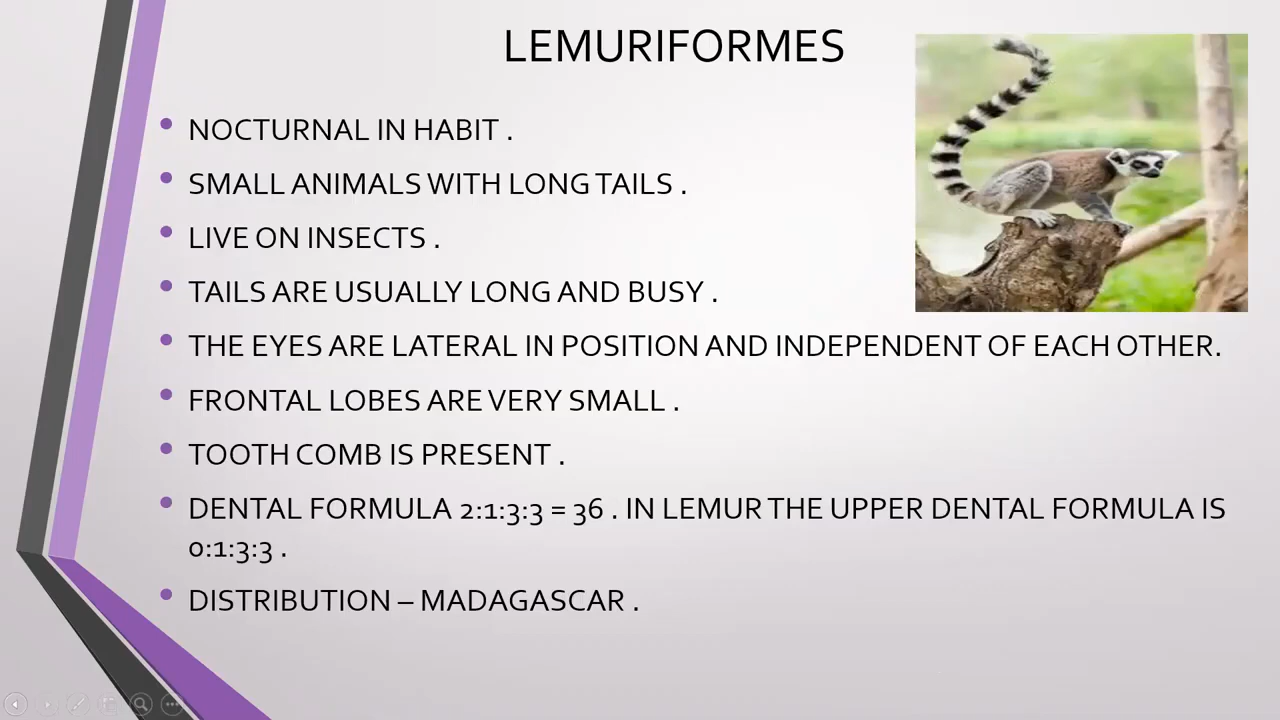 LEMURIFORMES
NOCTURNAL IN HABIT .
SMALL ANIMALS WITH LONG TAILS .
LIVE ON INSECTS .
TAILS ARE USUALLY LONG AND BUSY .
THE EYES ARE LATERAL IN POSITION AND INDEPENDENT OF EACH OTHER.
FRONTAL LOBES ARE VERY SMALL .
TOOTH COMB IS PRESENT .
DENTAL FORMULA 2:1:3:3 = 36 . IN LEMUR THE UPPER DENTAL FORMULA IS
0:1:3:3 .
DISTRIBUTION – MADAGASCAR .